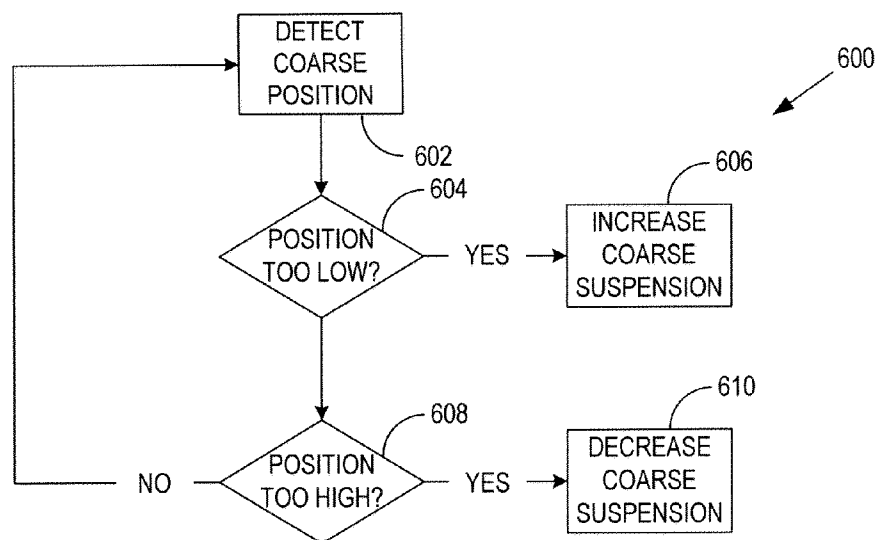 DETECT
COARSE
POSITION
600
602
604
606
POSITION
TOO LOW?
YES
INCREASE
COARSE
SUSPENSION
608
610
NO
POSITION
TOO HIGH?
YES
DECREASE
COARSE
SUSPENSION